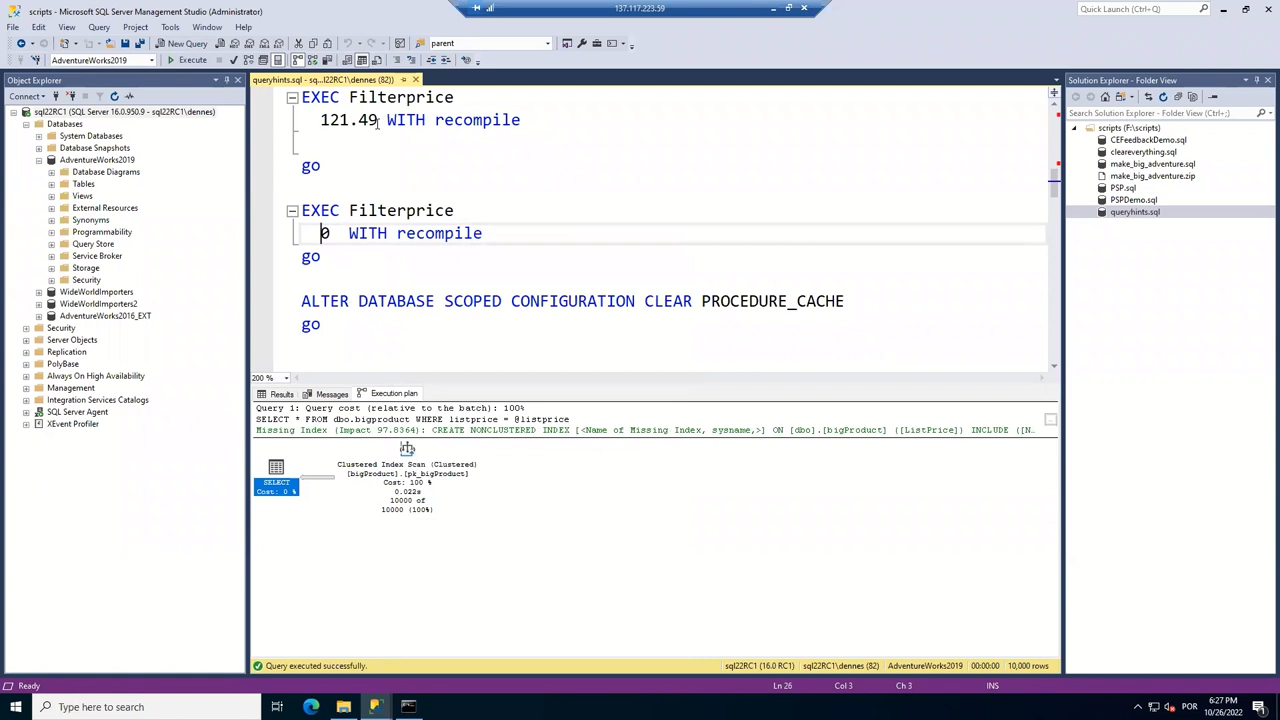 scripts - Microsoft SQL Server Management Studio (Administrator)
137.117.223.59
Quick Launch (Ctrl+Q)
File Edit View Query Project Tools Window Help
New Query
parent
AdventureWorks2019
Execute
Object Explorer
Connect
sql22RC1 (SQL Server 16.0.950.9 - sql22RC1\dennes)
Databases
System Databases
Database Snapshots
AdventureWorks2019
Database Diagrams
Tables
Views
External Resources
Synonyms
Programmability
Query Store
Service Broker
Storage
Security
WideWorldImporters
WideWorldImporters2
AdventureWorks2016_EXT
Security
Server Objects
Replication
PolyBase
Always On High Availability
Management
Integration Services Catalogs
SQL Server Agent
XEvent Profiler
queryhints.sql - sq...l22RC1\dennes (82))
EXEC Filterprice
121.49 WITH recompile
go
EXEC Filterprice
0 WITH recompile
go
ALTER DATABASE SCOPED CONFIGURATION CLEAR PROCEDURE_CACHE
go
200 %
Results Messages Execution plan
Query 1: Query cost (relative to the batch): 100%
SELECT * FROM dbo.bigproduct WHERE listprice = @listprice
Missing Index (Impact 97.8364): CREATE NONCLUSTERED INDEX [<Name of Missing Index, sysname,>] ON [dbo].[bigProduct] ([ListPrice]) INCLUDE ([N...
SELECT
Cost: 0 %
Clustered Index Scan (Clustered)
[bigProduct].[pk_bigProduct]
Cost: 100 %
0.022s
10000 of
10000 (100%)
Query executed successfully.
sql22RC1 (16.0 RC1) sql22RC1\dennes (82) AdventureWorks2019 00:00:00 10,000 rows
Solution Explorer - Folder View
Search Solution Explorer - Folder View (Ctrl+;)
scripts (F:\scripts)
CEFeedbackDemo.sql
cleareverything.sql
make_big_adventure.sql
make_big_adventure.zip
PSP.sql
PSPDemo.sql
queryhints.sql
Ready
Ln 26 Col 3 Ch 3 INS
Type here to search
POR
6:27 PM
10/26/2022
1